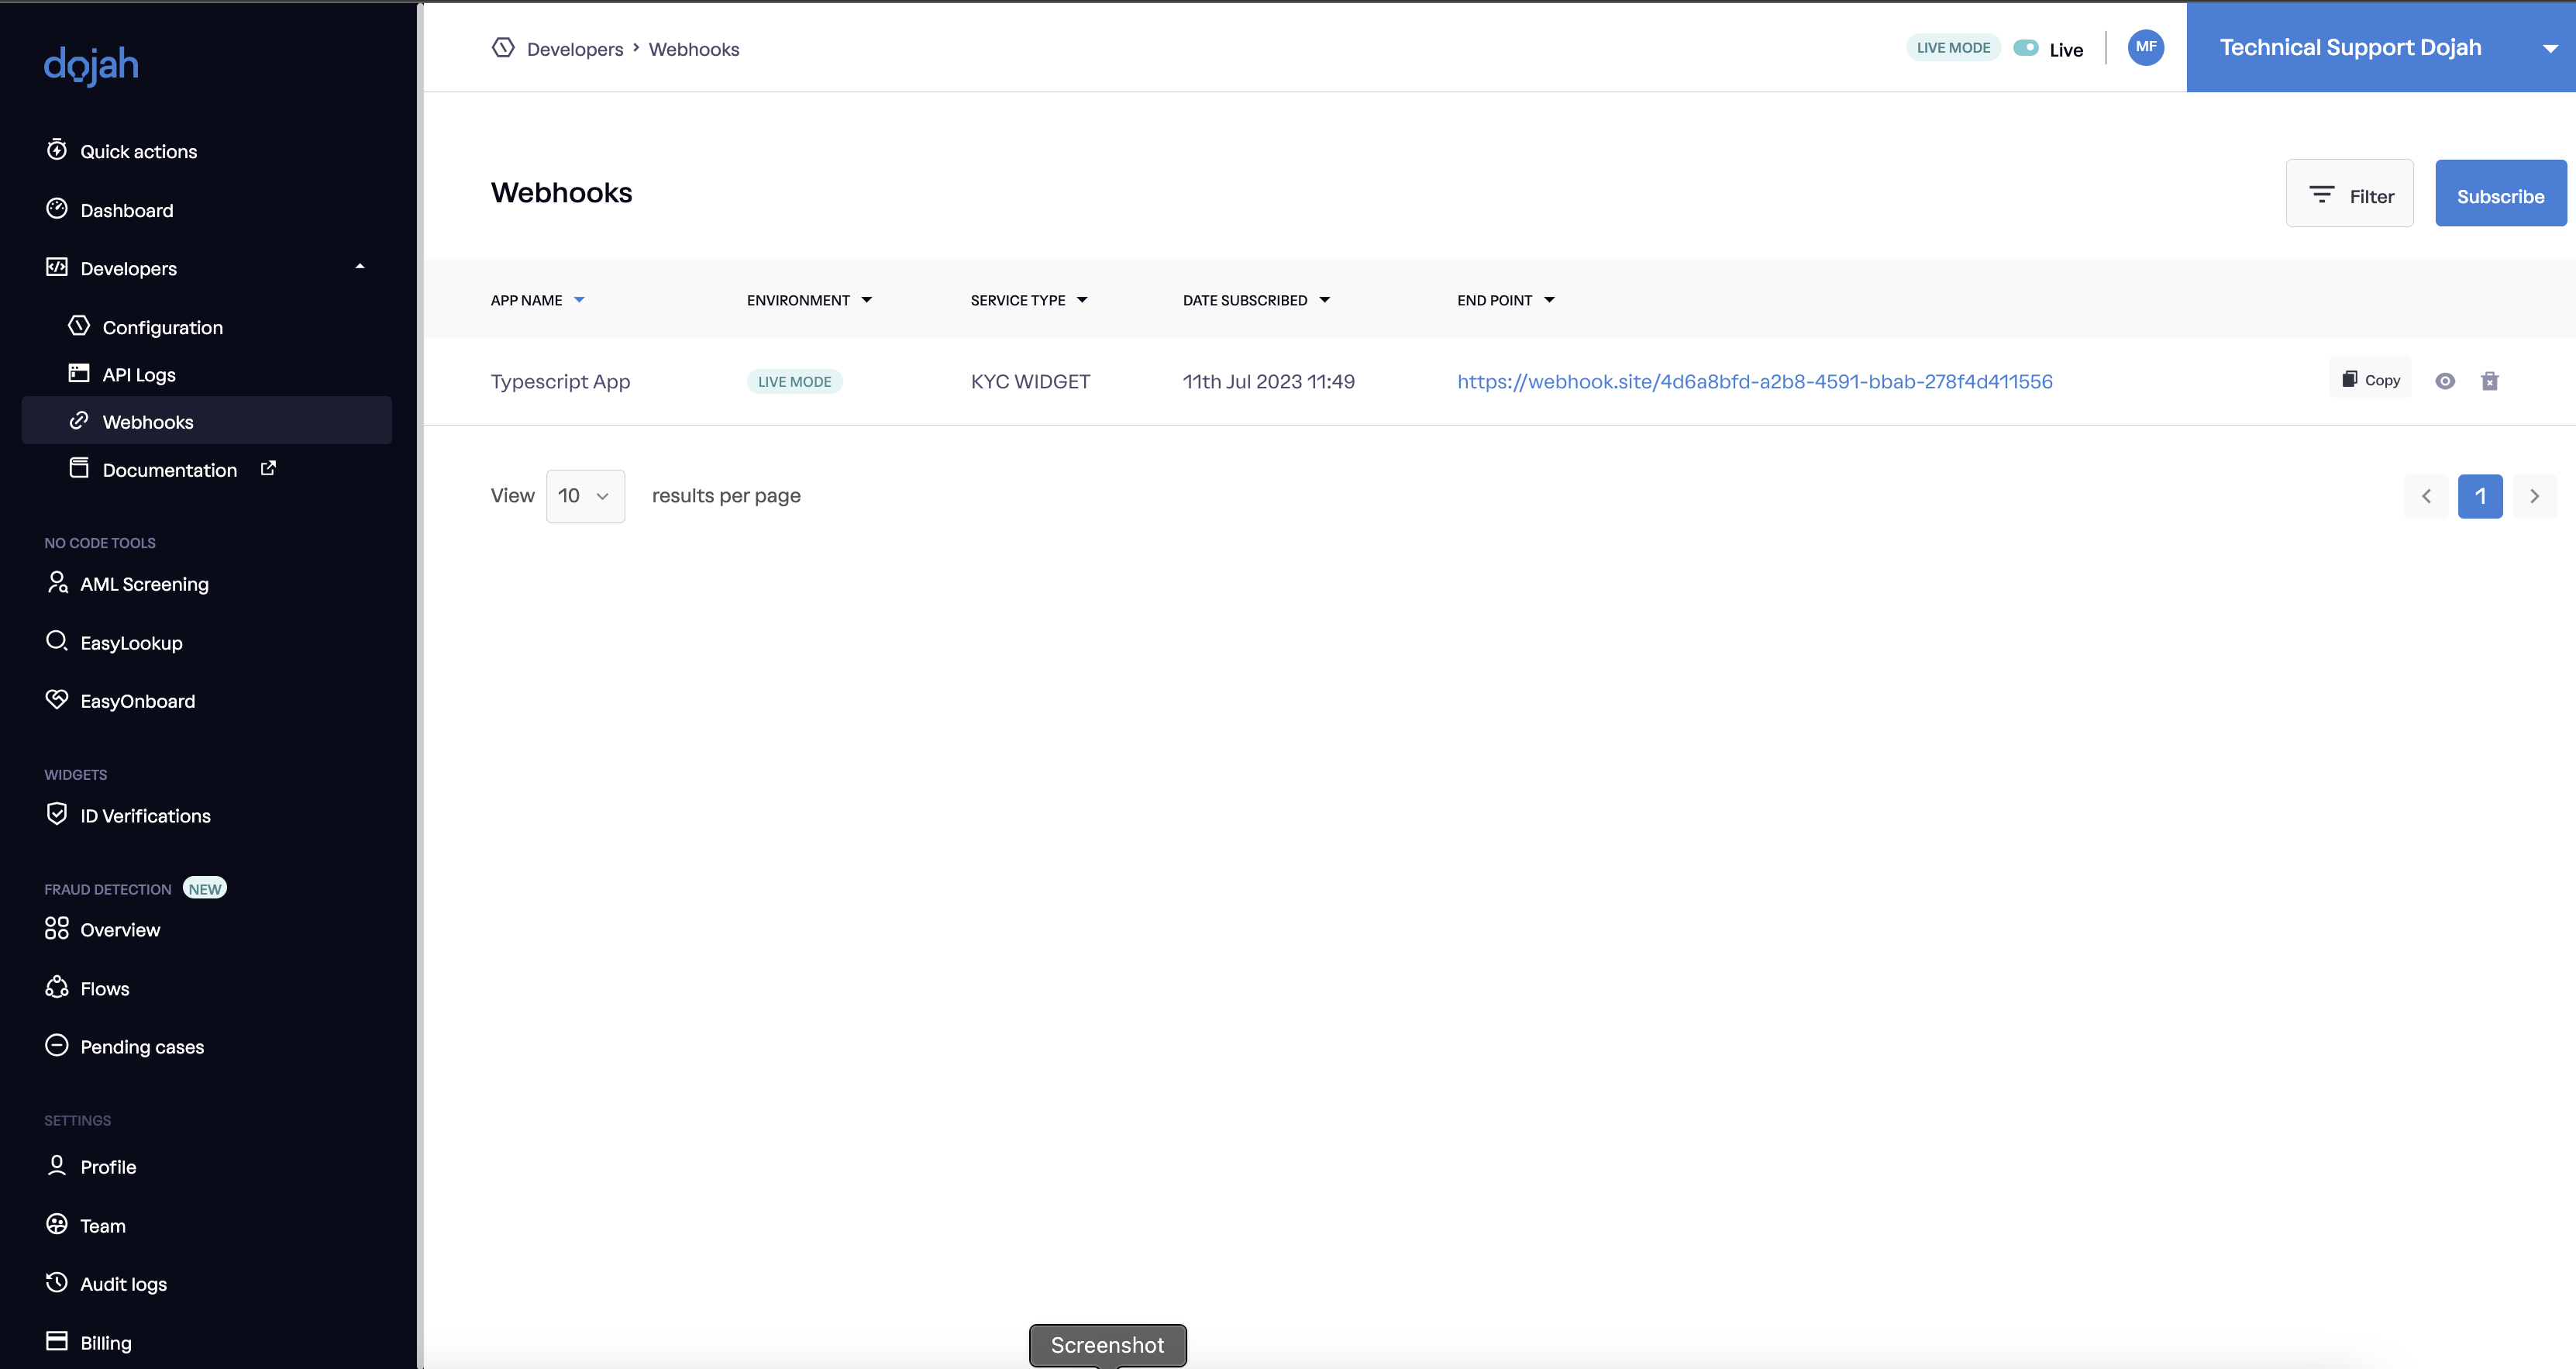 dojah
Quick actions
Dashboard
Developers
Configuration
API Logs
Webhooks
Documentation
NO CODE TOOLS
AML Screening
EasyLookup
EasyOnboard
WIDGETS
ID Verifications
FRAUD DETECTION NEW
Overview
Flows
Pending cases
SETTINGS
Profile
Team
Audit logs
Billing
Developers > Webhooks
LIVE MODE Live MF Technical Support Dojah
Webhooks
Filter Subscribe
APP NAME ENVIRONMENT SERVICE TYPE DATE SUBSCRIBED END POINT
Typescript App LIVE MODE KYC WIDGET 11th Jul 2023 11:49 https://webhook.site/4d6a8bfd-a2b8-4591-bbab-278f4d411556 Copy
View 10 results per page
1
Screenshot